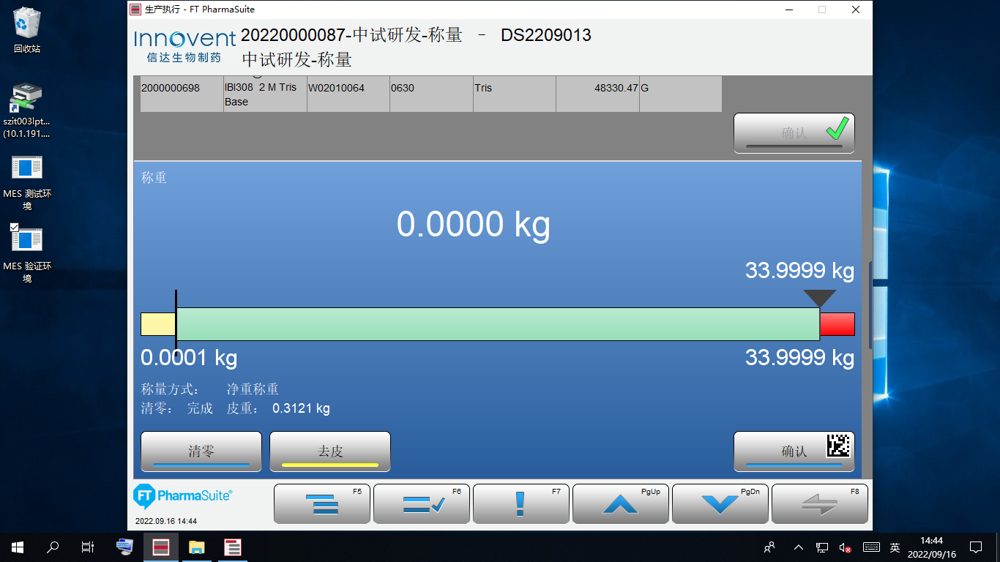 生产执行 - FT PharmaSuite
回收站
szit003lpt...
(10.1.191....
MES 测试环
境
MES 验证环
境
Innovent
信达生物制药
20220000087-中试研发-称量 – DS2209013
中试研发-称量
2000000698
IBI308 2 M Tris
Base
W02010064
0630
Tris
48330.47
G
确认
称重
0.0000 kg
33.9999 kg
0.0001 kg
33.9999 kg
称量方式： 净重称重
清零： 完成 皮重： 0.3121 kg
清零
去皮
确认
FT PharmaSuite®
2022.09.16 14:44
F5
F6
F7
PgUp
PgDn
F8
英
14:44
2022/09/16